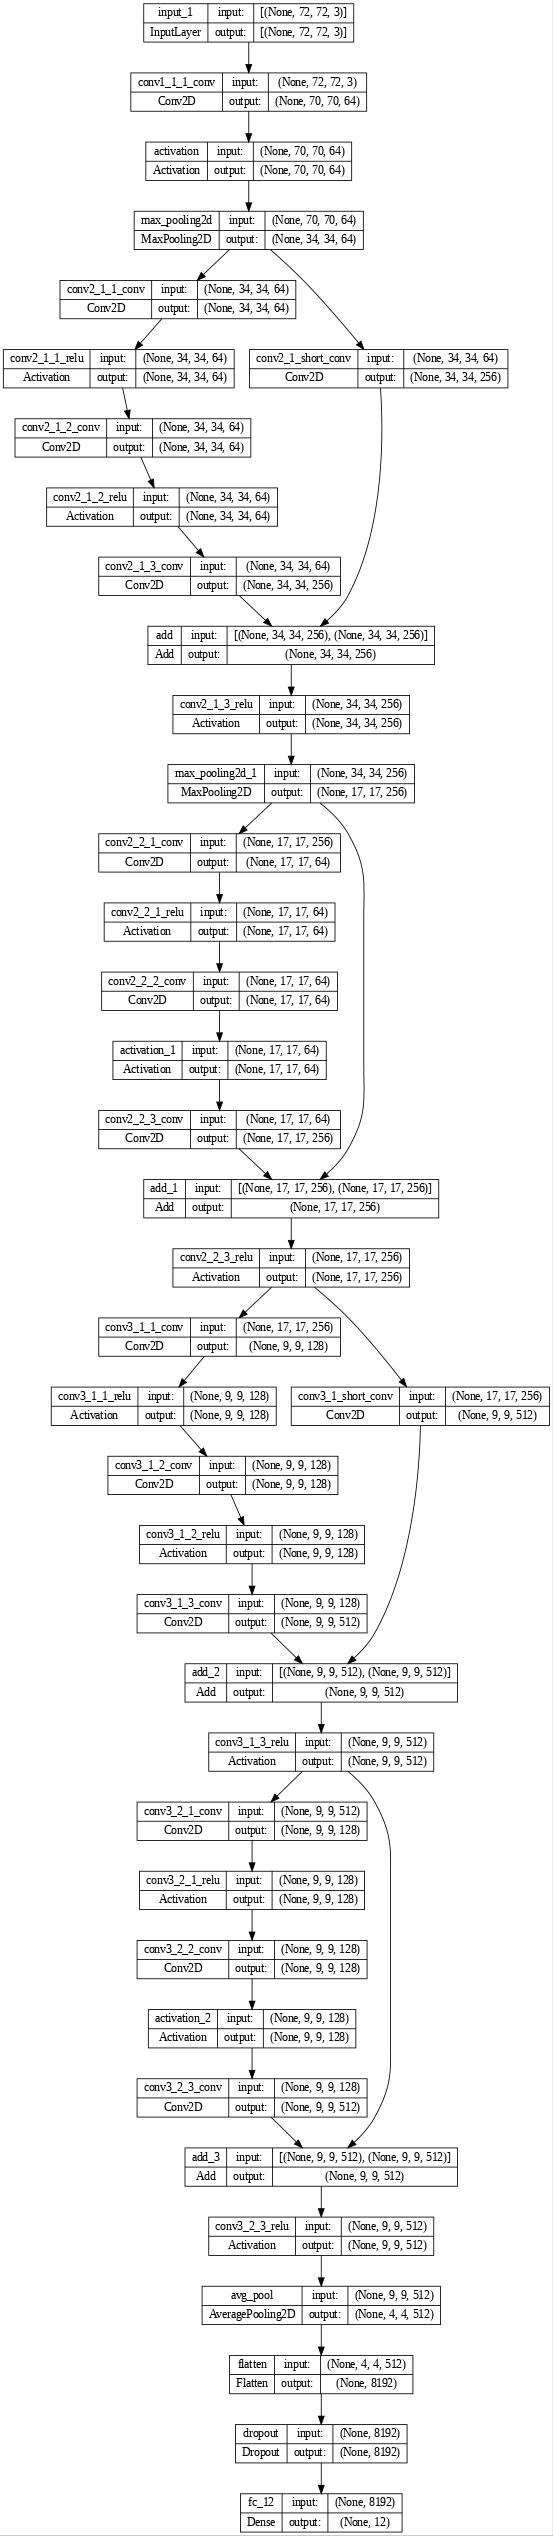 input_1 input: [(None, 72, 72, 3)]
InputLayer output: [(None, 72, 72, 3)]
conv1_1_1_conv input: (None, 72, 72, 3)
Conv2D output: (None, 70, 70, 64)
activation input: (None, 70, 70, 64)
Activation output: (None, 70, 70, 64)
max_pooling2d input: (None, 70, 70, 64)
MaxPooling2D output: (None, 34, 34, 64)
conv2_1_1_conv input: (None, 34, 34, 64)
Conv2D output: (None, 34, 34, 64)
conv2_1_1_relu input: (None, 34, 34, 64)
Activation output: (None, 34, 34, 64)
conv2_1_short_conv input: (None, 34, 34, 64)
Conv2D output: (None, 34, 34, 256)
conv2_1_2_conv input: (None, 34, 34, 64)
Conv2D output: (None, 34, 34, 64)
conv2_1_2_relu input: (None, 34, 34, 64)
Activation output: (None, 34, 34, 64)
conv2_1_3_conv input: (None, 34, 34, 64)
Conv2D output: (None, 34, 34, 256)
add input: [(None, 34, 34, 256), (None, 34, 34, 256)]
Add output: (None, 34, 34, 256)
conv2_1_3_relu input: (None, 34, 34, 256)
Activation output: (None, 34, 34, 256)
max_pooling2d_1 input: (None, 34, 34, 256)
MaxPooling2D output: (None, 17, 17, 256)
conv2_2_1_conv input: (None, 17, 17, 256)
Conv2D output: (None, 17, 17, 64)
conv2_2_1_relu input: (None, 17, 17, 64)
Activation output: (None, 17, 17, 64)
conv2_2_2_conv input: (None, 17, 17, 64)
Conv2D output: (None, 17, 17, 64)
activation_1 input: (None, 17, 17, 64)
Activation output: (None, 17, 17, 64)
conv2_2_3_conv input: (None, 17, 17, 64)
Conv2D output: (None, 17, 17, 256)
add_1 input: [(None, 17, 17, 256), (None, 17, 17, 256)]
Add output: (None, 17, 17, 256)
conv2_2_3_relu input: (None, 17, 17, 256)
Activation output: (None, 17, 17, 256)
conv3_1_1_conv input: (None, 17, 17, 256)
Conv2D output: (None, 9, 9, 128)
conv3_1_1_relu input: (None, 9, 9, 128)
Activation output: (None, 9, 9, 128)
conv3_1_short_conv input: (None, 17, 17, 256)
Conv2D output: (None, 9, 9, 512)
conv3_1_2_conv input: (None, 9, 9, 128)
Conv2D output: (None, 9, 9, 128)
conv3_1_2_relu input: (None, 9, 9, 128)
Activation output: (None, 9, 9, 128)
conv3_1_3_conv input: (None, 9, 9, 128)
Conv2D output: (None, 9, 9, 512)
add_2 input: [(None, 9, 9, 512), (None, 9, 9, 512)]
Add output: (None, 9, 9, 512)
conv3_1_3_relu input: (None, 9, 9, 512)
Activation output: (None, 9, 9, 512)
conv3_2_1_conv input: (None, 9, 9, 512)
Conv2D output: (None, 9, 9, 128)
conv3_2_1_relu input: (None, 9, 9, 128)
Activation output: (None, 9, 9, 128)
conv3_2_2_conv input: (None, 9, 9, 128)
Conv2D output: (None, 9, 9, 128)
activation_2 input: (None, 9, 9, 128)
Activation output: (None, 9, 9, 128)
conv3_2_3_conv input: (None, 9, 9, 128)
Conv2D output: (None, 9, 9, 512)
add_3 input: [(None, 9, 9, 512), (None, 9, 9, 512)]
Add output: (None, 9, 9, 512)
conv3_2_3_relu input: (None, 9, 9, 512)
Activation output: (None, 9, 9, 512)
avg_pool input: (None, 9, 9, 512)
AveragePooling2D output: (None, 4, 4, 512)
flatten input: (None, 4, 4, 512)
Flatten output: (None, 8192)
dropout input: (None, 8192)
Dropout output: (None, 8192)
fc_12 input: (None, 8192)
Dense output: (None, 12)